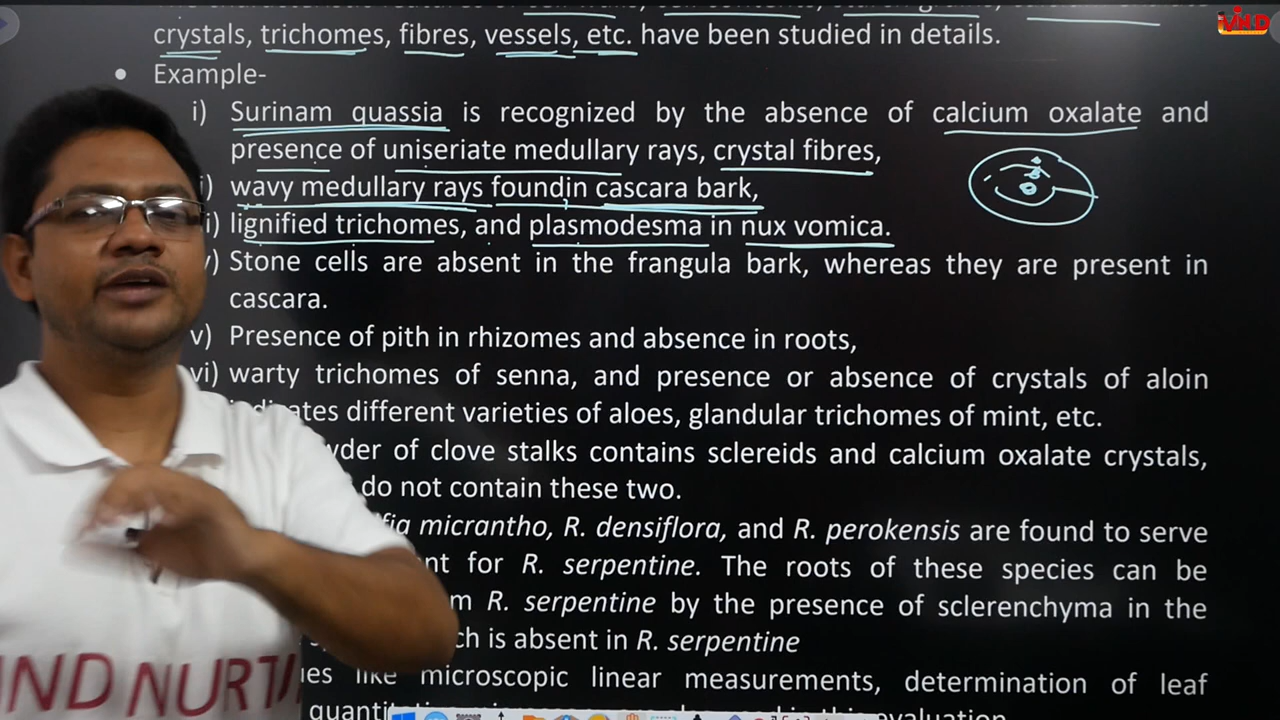 crystals, trichomes, fibres, vessels, etc. have been studied in details.
• Example-
i) Surinam quassia is recognized by the absence of calcium oxalate and
presence of uniseriate medullary rays, crystal fibres,
) wavy medullary rays foundin cascara bark,
i) lignified trichomes, and plasmodesma in nux vomica.
) Stone cells are absent in the frangula bark, whereas they are present in
cascara.
v) Presence of pith in rhizomes and absence in roots,
vi) warty trichomes of senna, and presence or absence of crystals of aloin
different varieties of aloes, glandular trichomes of mint, etc.
of clove stalks contains sclereids and calcium oxalate crystals,
do not contain these two.
micrantho, R. densiflora, and R. perokensis are found to serve
for R. serpentine. The roots of these species can be
R. serpentine by the presence of sclerenchyma in the
is absent in R. serpentine
like microscopic linear measurements, determination of leaf
VMD
IND NURT